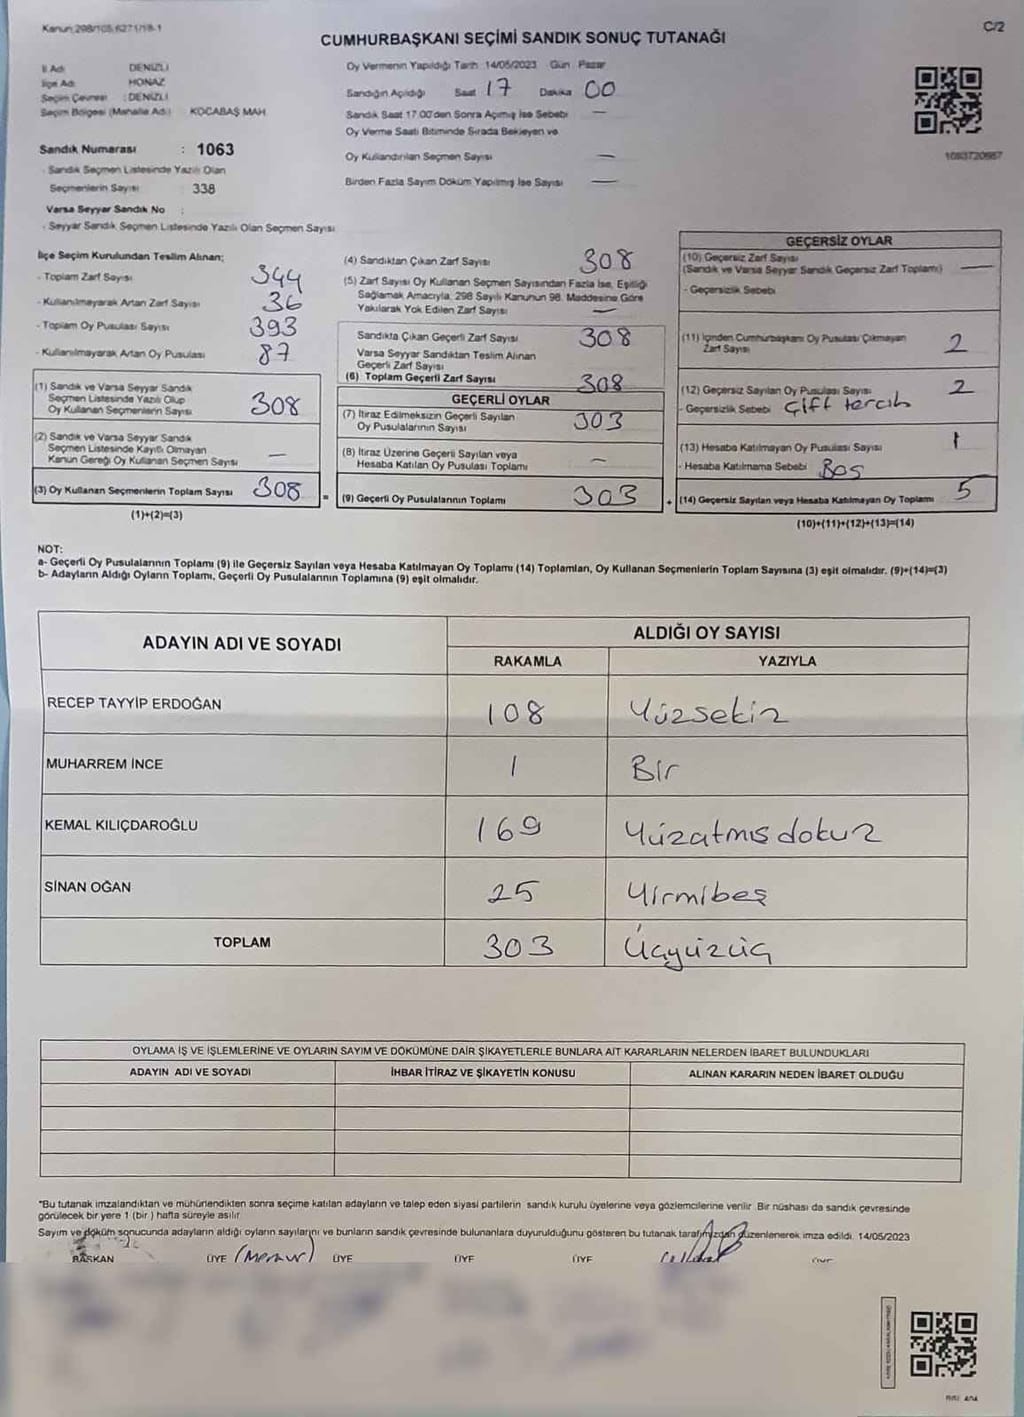 Kanun:298/105,6271/18-1
C/2
CUMHURBAŞKANI SEÇİMİ SANDIK SONUÇ TUTANAĞI
İl Adı DENİZLİ
İlçe Adı HONAZ
Seçim Çevresi : DENİZLİ
Seçim Bölgesi (Mahalle Adı) KOCABAŞ MAH
Sandık Numarası : 1063
- Sandık Seçmen Listesinde Yazılı Olan
Seçmenlerin Sayısı 338
Varsa Seyyar Sandık No :
- Seyyar Sandık Seçmen Listesinde Yazılı Olan Seçmen Sayısı
Oy Vermenin Yapıldığı Tarih :14/05/2023 Gün : Pazar
Sandığın Açıldığı Saat 17 Dakika 00
Sandık Saat 17.00'den Sonra Açılmış İse Sebebi —
Oy Verme Saati Bitiminde Sırada Bekleyen ve
Oy Kullandırılan Seçmen Sayısı —
Birden Fazla Sayım Döküm Yapılmış İse Sayısı —
1093720987
İlçe Seçim Kurulundan Teslim Alınan;
- Toplam Zarf Sayısı 344
- Kullanılmayarak Artan Zarf Sayısı 36
- Toplam Oy Pusulası Sayısı 393
- Kullanılmayarak Artan Oy Pusulası 87
(1) Sandık ve Varsa Seyyar Sandık
Seçmen Listesinde Yazılı Olup
Oy Kullanan Seçmenlerin Sayısı 308
(2) Sandık ve Varsa Seyyar Sandık
Seçmen Listesinde Kayıtlı Olmayan
Kanun Gereği Oy Kullanan Seçmen Sayısı —
(3) Oy Kullanan Seçmenlerin Toplam Sayısı 308
(1)+(2)=(3)
(4) Sandıktan Çıkan Zarf Sayısı 308
(5) Zarf Sayısı Oy Kullanan Seçmen Sayısından Fazla İse, Eşitliği
Sağlamak Amacıyla, 298 Sayılı Kanunun 98. Maddesine Göre
Yakılarak Yok Edilen Zarf Sayısı —
Sandıkta Çıkan Geçerli Zarf Sayısı 308
Varsa Seyyar Sandıktan Teslim Alınan
Geçerli Zarf Sayısı
(6) Toplam Geçerli Zarf Sayısı 308
GEÇERLİ OYLAR
(7) İtiraz Edilmeksizin Geçerli Sayılan
Oy Pusulalarının Sayısı 303
(8) İtiraz Üzerine Geçerli Sayılan veya
Hesaba Katılan Oy Pusulası Toplamı —
= (9) Geçerli Oy Pusulalarının Toplamı 303 +
GEÇERSİZ OYLAR
(10) Geçersiz Zarf Sayısı
(Sandık ve Varsa Seyyar Sandık Geçersiz Zarf Toplamı) —
- Geçersizlik Sebebi
(11) İçinden Cumhurbaşkanı Oy Pusulası Çıkmayan
Zarf Sayısı 2
(12) Geçersiz Sayılan Oy Pusulası Sayısı 2
- Geçersizlik Sebebi Çift tercih
(13) Hesaba Katılmayan Oy Pusulası Sayısı 1
- Hesaba Katılmama Sebebi Boş
(14) Geçersiz Sayılan veya Hesaba Katılmayan Oy Toplamı 5
(10)+(11)+(12)+(13)=(14)
NOT:
a- Geçerli Oy Pusulalarının Toplamı (9) ile Geçersiz Sayılan veya Hesaba Katılmayan Oy Toplamı (14) Toplamları, Oy Kullanan Seçmenlerin Toplam Sayısına (3) eşit olmalıdır. (9)+(14)=(3)
b- Adayların Aldığı Oyların Toplamı, Geçerli Oy Pusulalarının Toplamına (9) eşit olmalıdır.
ADAYIN ADI VE SOYADI ALDIĞI OY SAYISI
RAKAMLA YAZIYLA
RECEP TAYYİP ERDOĞAN 108 Yüzsekiz
MUHARREM İNCE 1 Bir
KEMAL KILIÇDAROĞLU 169 Yüzatmış dokuz
SİNAN OĞAN 25 Yirmibeş
TOPLAM 303 Üçyüzüç
OYLAMA İŞ VE İŞLEMLERİNE VE OYLARIN SAYIM VE DÖKÜMÜNE DAİR ŞİKAYETLERLE BUNLARA AİT KARARLARIN NELERDEN İBARET BULUNDUKLARI
ADAYIN ADI VE SOYADI İHBAR İTİRAZ VE ŞİKAYETİN KONUSU ALINAN KARARIN NEDEN İBARET OLDUĞU
"Bu tutanak imzalandıktan ve mühürlendikten sonra seçime katılan adayların ve talep eden siyasi partilerin sandık kurulu üyelerine veya gözlemcilerine verilir. Bir nüshası da sandık çevresinde
görülecek bir yere 1 (bir ) hafta süreyle asılır.
Sayım ve döküm sonucunda adayların aldığı oyların sayılarını ve bunların sandık çevresinde bulunanlara duyurulduğunu gösteren bu tutanak tarafımızdan düzenlenerek imza edildi. 14/05/2023
BAŞKAN ÜYE (Memur) ÜYE ÜYE ÜYE